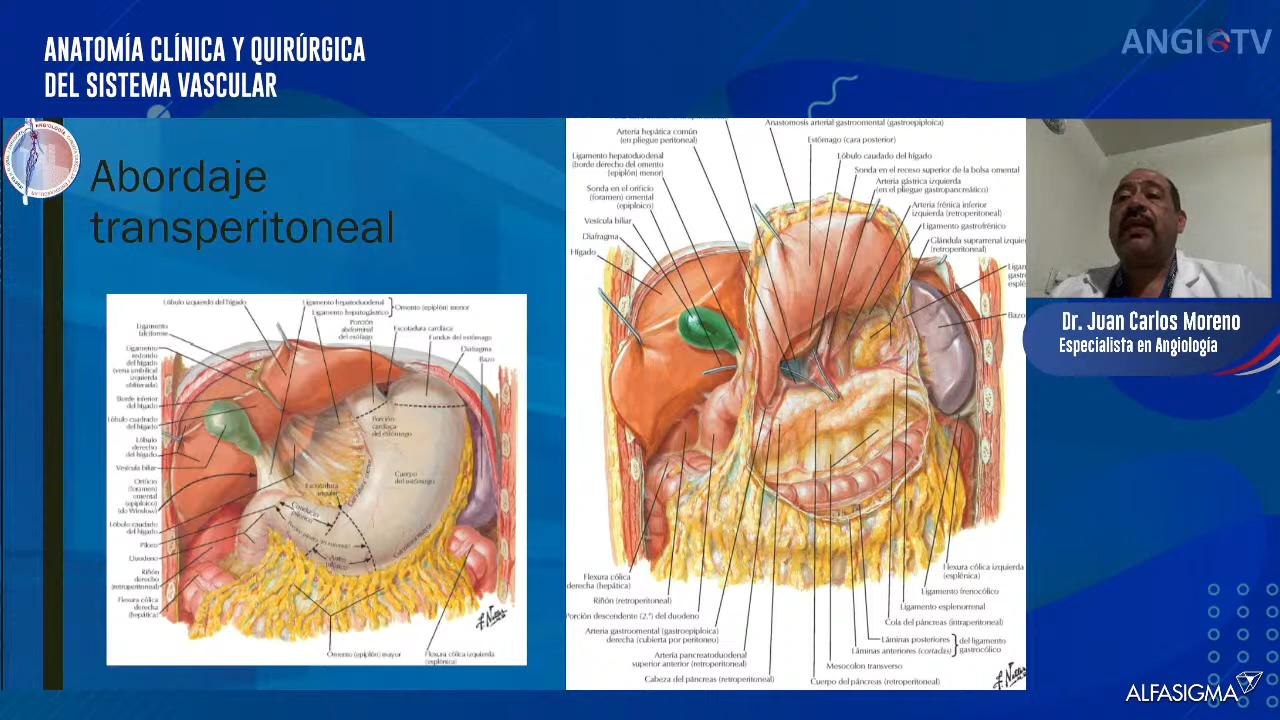 ANATOMÍA CLÍNICA Y QUIRÚRGICA
DEL SISTEMA VASCULAR
ANGIOTV
Abordaje
transperitoneal
Lóbulo izquierdo del hígado
Ligamento hepatoduodenal
Ligamento hepatogástrico
Omento (epiplón) menor
Porción
abdominal
del esófago
Escotadura cardíaca
Fundus del estómago
Diafragma
Bazo
Ligamento
falciforme
Ligamento
redondo
del hígado
(vena umbilical
izquierda
obliterada)
Borde inferior
del hígado
Lóbulo cuadrado
del hígado
Lóbulo
derecho
del hígado
Vesícula biliar
Orificio
(foramen)
omental
(epiploico)
(de Winslow)
Lóbulo caudado
del hígado
Píloro
Duodeno
Riñón
derecho
(retroperitoneal)
Flexura cólica
derecha
(hepática)
Porción
cardíaca
del estómago
Cuerpo
del estómago
Escotadura
angular
Conducto
pilórico
Antro
pilórico
Curvatura mayor
Omento (epiplón) mayor
Flexura cólica izquierda
(esplénica)
Arteria hepática común
(en pliegue peritoneal)
Ligamento hepatoduodenal
(borde derecho del omento
(epiplón) menor)
Sonda en el orificio
(foramen) omental
(epiploico)
Vesícula biliar
Diafragma
Hígado
Anastomosis arterial gastroomental (gastroepiploica)
Estómago (cara posterior)
Lóbulo caudado del hígado
Sonda en el receso superior de la bolsa omental
Arteria gástrica izquierda
(en el pliegue gastropancreático)
Arteria frénica inferior
izquierda (retroperitoneal)
Ligamento gastrofrénico
Glándula suprarrenal izquier
(retroperitoneal)
Ligan
gastr
esplé
Bazo
Flexura cólica
derecha (hepática)
Riñón (retroperitoneal)
Porción descendente (2.ª) del duodeno
Arteria gastroomental (gastroepiploica)
derecha (cubierta por peritoneo)
Arteria pancreatoduodenal
superior anterior (retroperitoneal)
Cabeza del páncreas (retroperitoneal)
Flexura cólica izquierda
(esplénica)
Ligamento frenocólico
Ligamento esplenorrenal
Cola del páncreas (intraperitoneal)
Láminas posteriores
Láminas anteriores (cortadas)
del ligamento
gastrocólico
Mesocolon transverso
Cuerpo del páncreas (retroperitoneal)
Dr. Juan Carlos Moreno
Especialista en Angiología
ALFASIGMA